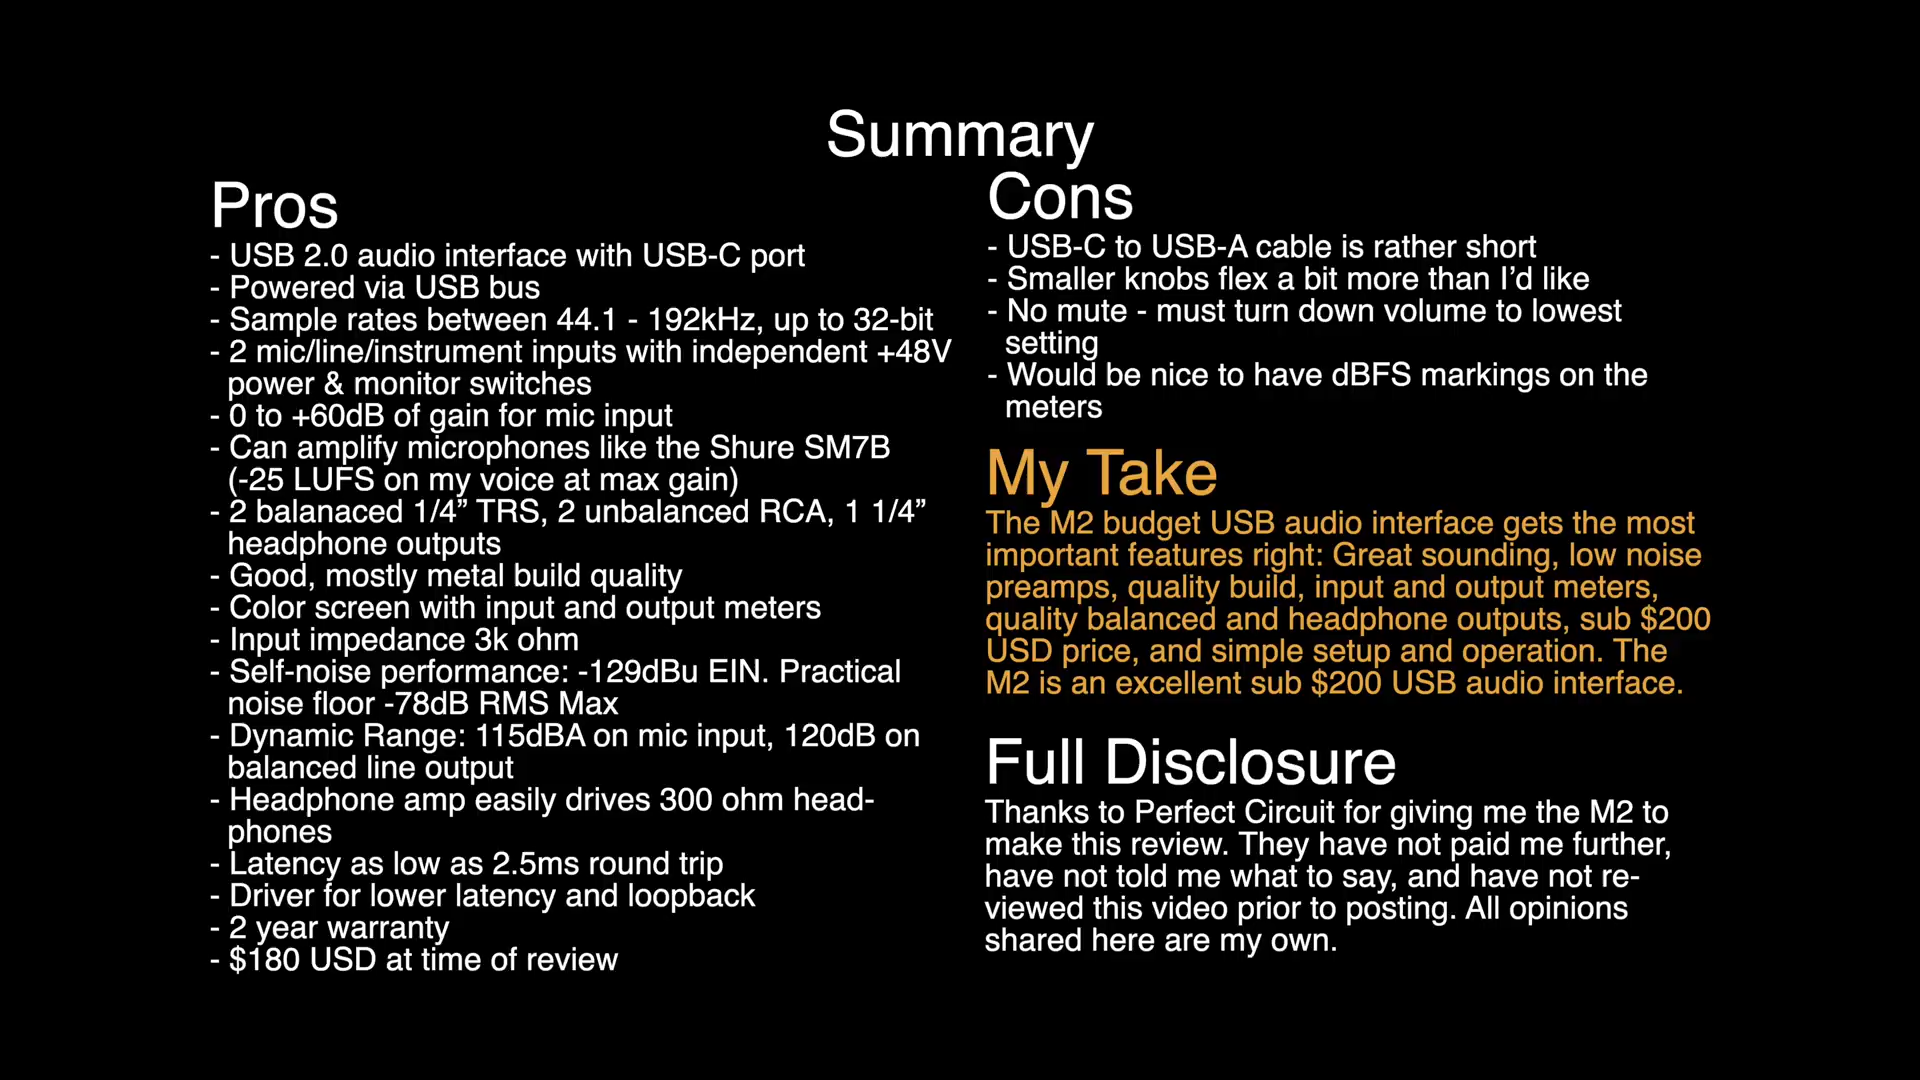 Summary
Pros
- USB 2.0 audio interface with USB-C port
- Powered via USB bus
- Sample rates between 44.1 - 192kHz, up to 32-bit
- 2 mic/line/instrument inputs with independent +48V
power & monitor switches
- 0 to +60dB of gain for mic input
- Can amplify microphones like the Shure SM7B
(-25 LUFS on my voice at max gain)
- 2 balanaced 1/4” TRS, 2 unbalanced RCA, 1 1/4”
headphone outputs
- Good, mostly metal build quality
- Color screen with input and output meters
- Input impedance 3k ohm
- Self-noise performance: -129dBu EIN. Practical
noise floor -78dB RMS Max
- Dynamic Range: 115dBA on mic input, 120dB on
balanced line output
- Headphone amp easily drives 300 ohm head-
phones
- Latency as low as 2.5ms round trip
- Driver for lower latency and loopback
- 2 year warranty
- $180 USD at time of review
Cons
- USB-C to USB-A cable is rather short
- Smaller knobs flex a bit more than I’d like
- No mute - must turn down volume to lowest
setting
- Would be nice to have dBFS markings on the
meters
My Take
The M2 budget USB audio interface gets the most
important features right: Great sounding, low noise
preamps, quality build, input and output meters,
quality balanced and headphone outputs, sub $200
USD price, and simple setup and operation. The
M2 is an excellent sub $200 USB audio interface.
Full Disclosure
Thanks to Perfect Circuit for giving me the M2 to
make this review. They have not paid me further,
have not told me what to say, and have not re-
viewed this video prior to posting. All opinions
shared here are my own.